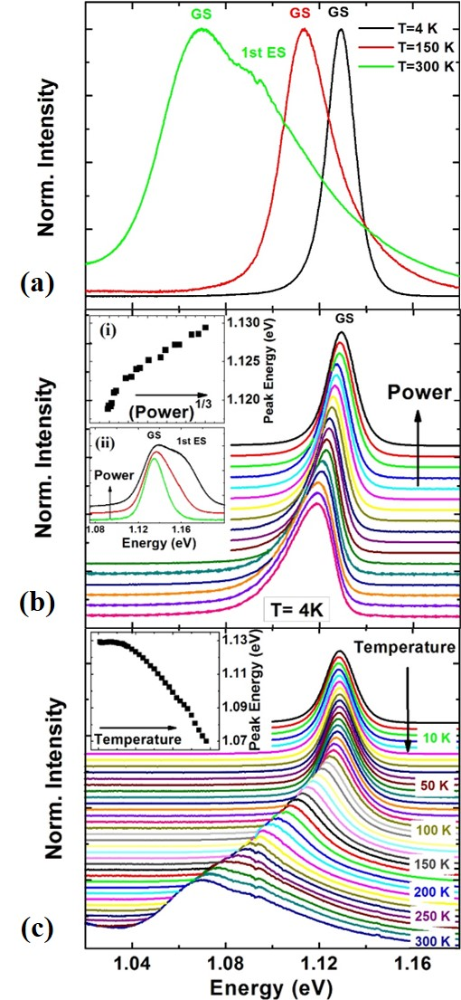 GS
GS
GS
1st ES
T=4 K
T=150 K
T=300 K
Norm. Intensity
(a)
GS
(i)
1.130
1.125
1.120
Peak Energy (eV)
(Power)1/3
(ii)
GS
1st ES
Power
1.08
1.12
1.16
Energy (eV)
Power
Norm. Intensity
T= 4K
(b)
1.13
1.11
1.09
1.07
Peak Energy (eV)
Temperature
Temperature
10 K
50 K
100 K
150 K
200 K
250 K
300 K
Norm. Intensity
(c)
1.04
1.08
1.12
1.16
Energy (eV)